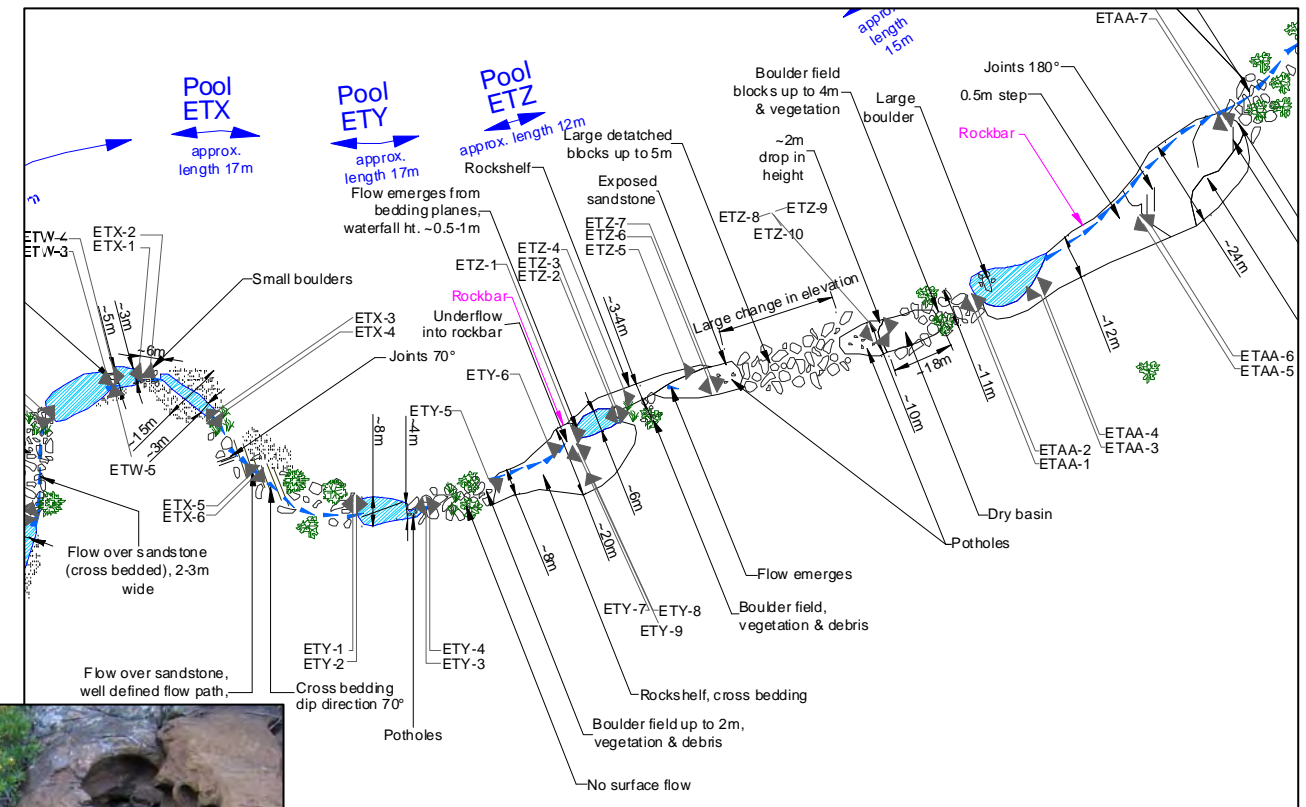 Pool
ETX
approx.
length 17m
Pool
ETY
approx.
length 17m
Pool
ETZ
approx. length 12m
approx.
length
15m
ETAA-7
Joints 180°
0.5m step
Rockbar
Boulder field
blocks up to 4m
& vegetation
Large
boulder
~2m
drop in
height
Large detatched
blocks up to 5m
Exposed
sandstone
Rockshelf
Flow emerges from
bedding planes,
waterfall ht. ~0.5-1m
ETZ-7
ETZ-6
ETZ-5
ETZ-8
ETZ-9
ETZ-10
ETZ-4
ETZ-3
ETZ-2
ETZ-1
Rockbar
Underflow
into rockbar
ETW-4
ETW-3
ETX-2
ETX-1
Small boulders
~5m
~3m
~6m
ETX-3
ETX-4
Joints 70°
~15m
~3m
ETW-5
ETX-5
ETX-6
Flow over sandstone
(cross bedded), 2-3m
wide
Flow over sandstone,
well defined flow path,
Cross bedding
dip direction 70°
ETY-1
ETY-2
~8m
~4m
ETY-4
ETY-3
Potholes
ETY-5
ETY-6
~3-4m
Large change in elevation
~6m
~20m
~8m
ETY-7
ETY-8
ETY-9
Rockshelf, cross bedding
Boulder field up to 2m,
vegetation & debris
No surface flow
Flow emerges
Boulder field,
vegetation & debris
Potholes
Dry basin
~18m
~10m
~11m
~12m
~24m
ETAA-2
ETAA-1
ETAA-4
ETAA-3
ETAA-6
ETAA-5